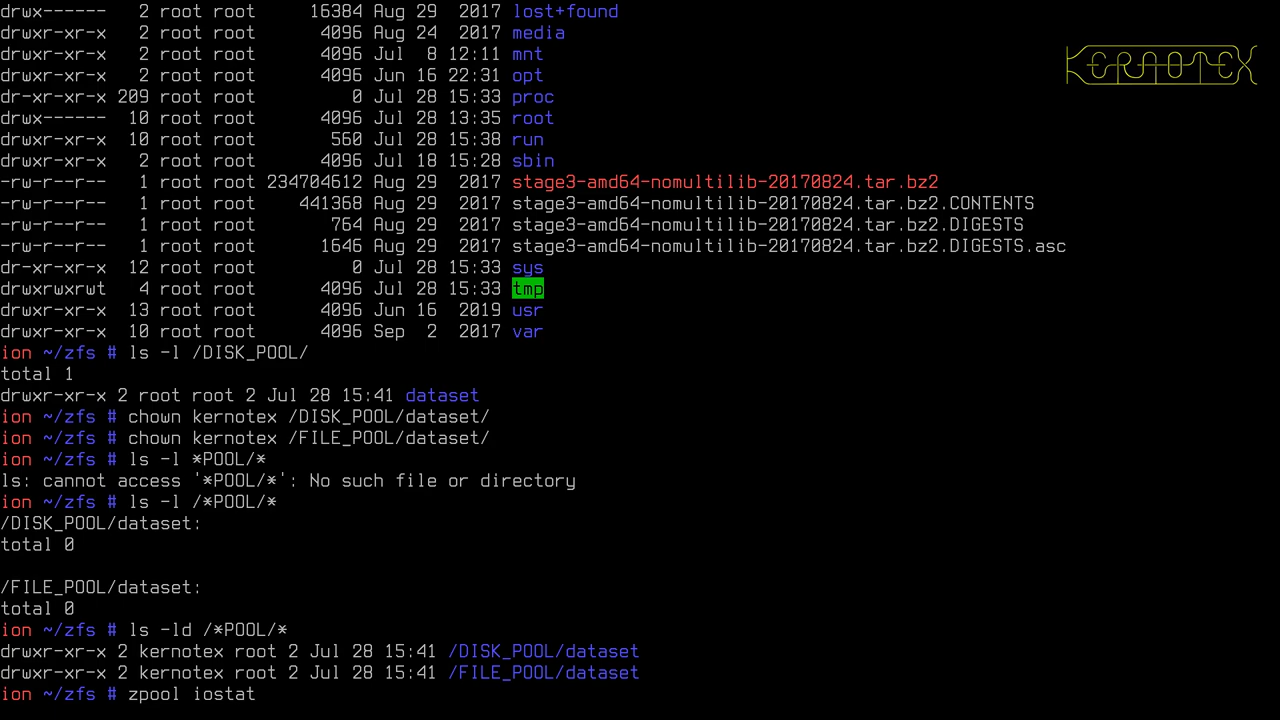 drwx------   2 root root     16384 Aug 29  2017 lost+found
drwxr-xr-x   2 root root      4096 Aug 24  2017 media
drwxr-xr-x   2 root root      4096 Jul  8 12:11 mnt
drwxr-xr-x   2 root root      4096 Jun 16 22:31 opt
dr-xr-xr-x 209 root root         0 Jul 28 15:33 proc
drwx------  10 root root      4096 Jul 28 13:35 root
drwxr-xr-x  10 root root       560 Jul 28 15:38 run
drwxr-xr-x   2 root root      4096 Jul 18 15:28 sbin
-rw-r--r--   1 root root 234704612 Aug 29  2017 stage3-amd64-nomultilib-20170824.tar.bz2
-rw-r--r--   1 root root    441368 Aug 29  2017 stage3-amd64-nomultilib-20170824.tar.bz2.CONTENTS
-rw-r--r--   1 root root       764 Aug 29  2017 stage3-amd64-nomultilib-20170824.tar.bz2.DIGESTS
-rw-r--r--   1 root root      1646 Aug 29  2017 stage3-amd64-nomultilib-20170824.tar.bz2.DIGESTS.asc
dr-xr-xr-x  12 root root         0 Jul 28 15:33 sys
drwxrwxrwt   4 root root      4096 Jul 28 15:33 tmp
drwxr-xr-x  13 root root      4096 Jun 16  2019 usr
drwxr-xr-x  10 root root      4096 Sep  2  2017 var
ion ~/zfs # ls -l /DISK_POOL/
total 1
drwxr-xr-x 2 root root 2 Jul 28 15:41 dataset
ion ~/zfs # chown kernotex /DISK_POOL/dataset/
ion ~/zfs # chown kernotex /FILE_POOL/dataset/
ion ~/zfs # ls -l *POOL/*
ls: cannot access '*POOL/*': No such file or directory
ion ~/zfs # ls -l /*POOL/*
/DISK_POOL/dataset:
total 0
/FILE_POOL/dataset:
total 0
ion ~/zfs # ls -ld /*POOL/*
drwxr-xr-x 2 kernotex root 2 Jul 28 15:41 /DISK_POOL/dataset
drwxr-xr-x 2 kernotex root 2 Jul 28 15:41 /FILE_POOL/dataset
ion ~/zfs # zpool iostat
KERNOTEX